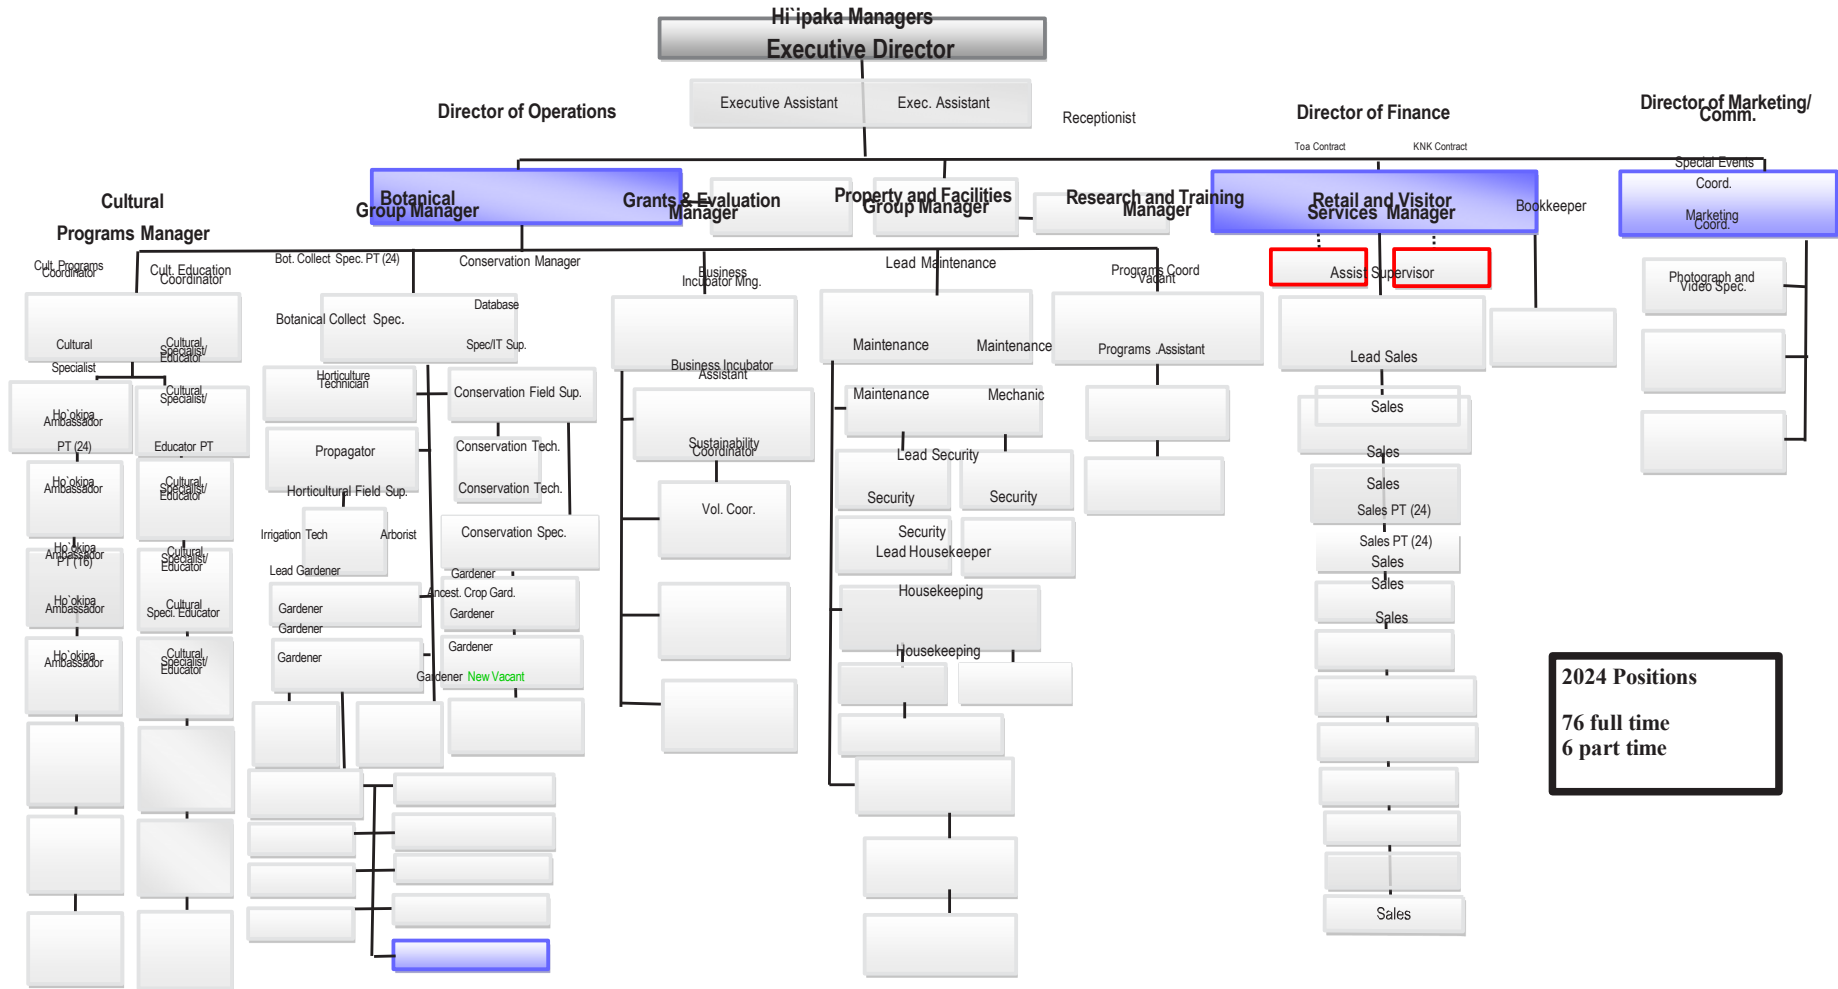 Hi`ipaka Managers
Executive Director
Executive Assistant
Exec. Assistant
Director of Operations
Receptionist
Director of Finance
Director of Marketing/
Comm.
Toa Contract
KNK Contract
Special Events
Coord.
Marketing
Coord.
Cultural
Programs Manager
Botanical
Group Manager
Grants & Evaluation
Manager
Property and Facilities
Group Manager
Research and Training
Manager
Retail and Visitor
Services Manager
Bookkeeper
Cult. Programs
Coordinator
Cult. Education
Coordinator
Bot. Collect Spec. PT (24)
Conservation Manager
Business
Incubator Mng.
Lead Maintenance
Programs Coord
Vacant
Assist Supervisor
Photograph and
Video Spec.
Cultural
Specialist
Cultural
Specialist/
Educator
Botanical Collect Spec.
Database
Spec/IT Sup.
Business Incubator
Assistant
Maintenance
Maintenance
Programs .Assistant
Lead Sales
Ho`okipa
Ambassador
PT (24)
Cultural
Specialist/
Educator PT
Horticulture
Technician
Conservation Field Sup.
Maintenance
Mechanic
Sales
Propagator
Conservation Tech.
Sustainability
Coordinator
Lead Security
Sales
Ho`okipa
Ambassador
Cultural
Specialist/
Educator
Horticultural Field Sup.
Conservation Tech.
Vol. Coor.
Security
Security
Sales
Sales PT (24)
Irrigation Tech
Arborist
Conservation Spec.
Security
Lead Housekeeper
Sales PT (24)
Sales
Ho`okipa
Ambassador
PT (16)
Cultural
Specialist/
Educator
Lead Gardener
Gardener
Ancest. Crop Gard.
Housekeeping
Sales
Ho`okipa
Ambassador
Cultural
Speci. Educator
Gardener
Gardener
Gardener
Sales
Ho`okipa
Ambassador
Cultural
Specialist/
Educator
Gardener
Gardener
Gardener New Vacant
Housekeeping
2024 Positions
76 full time
6 part time
Sales